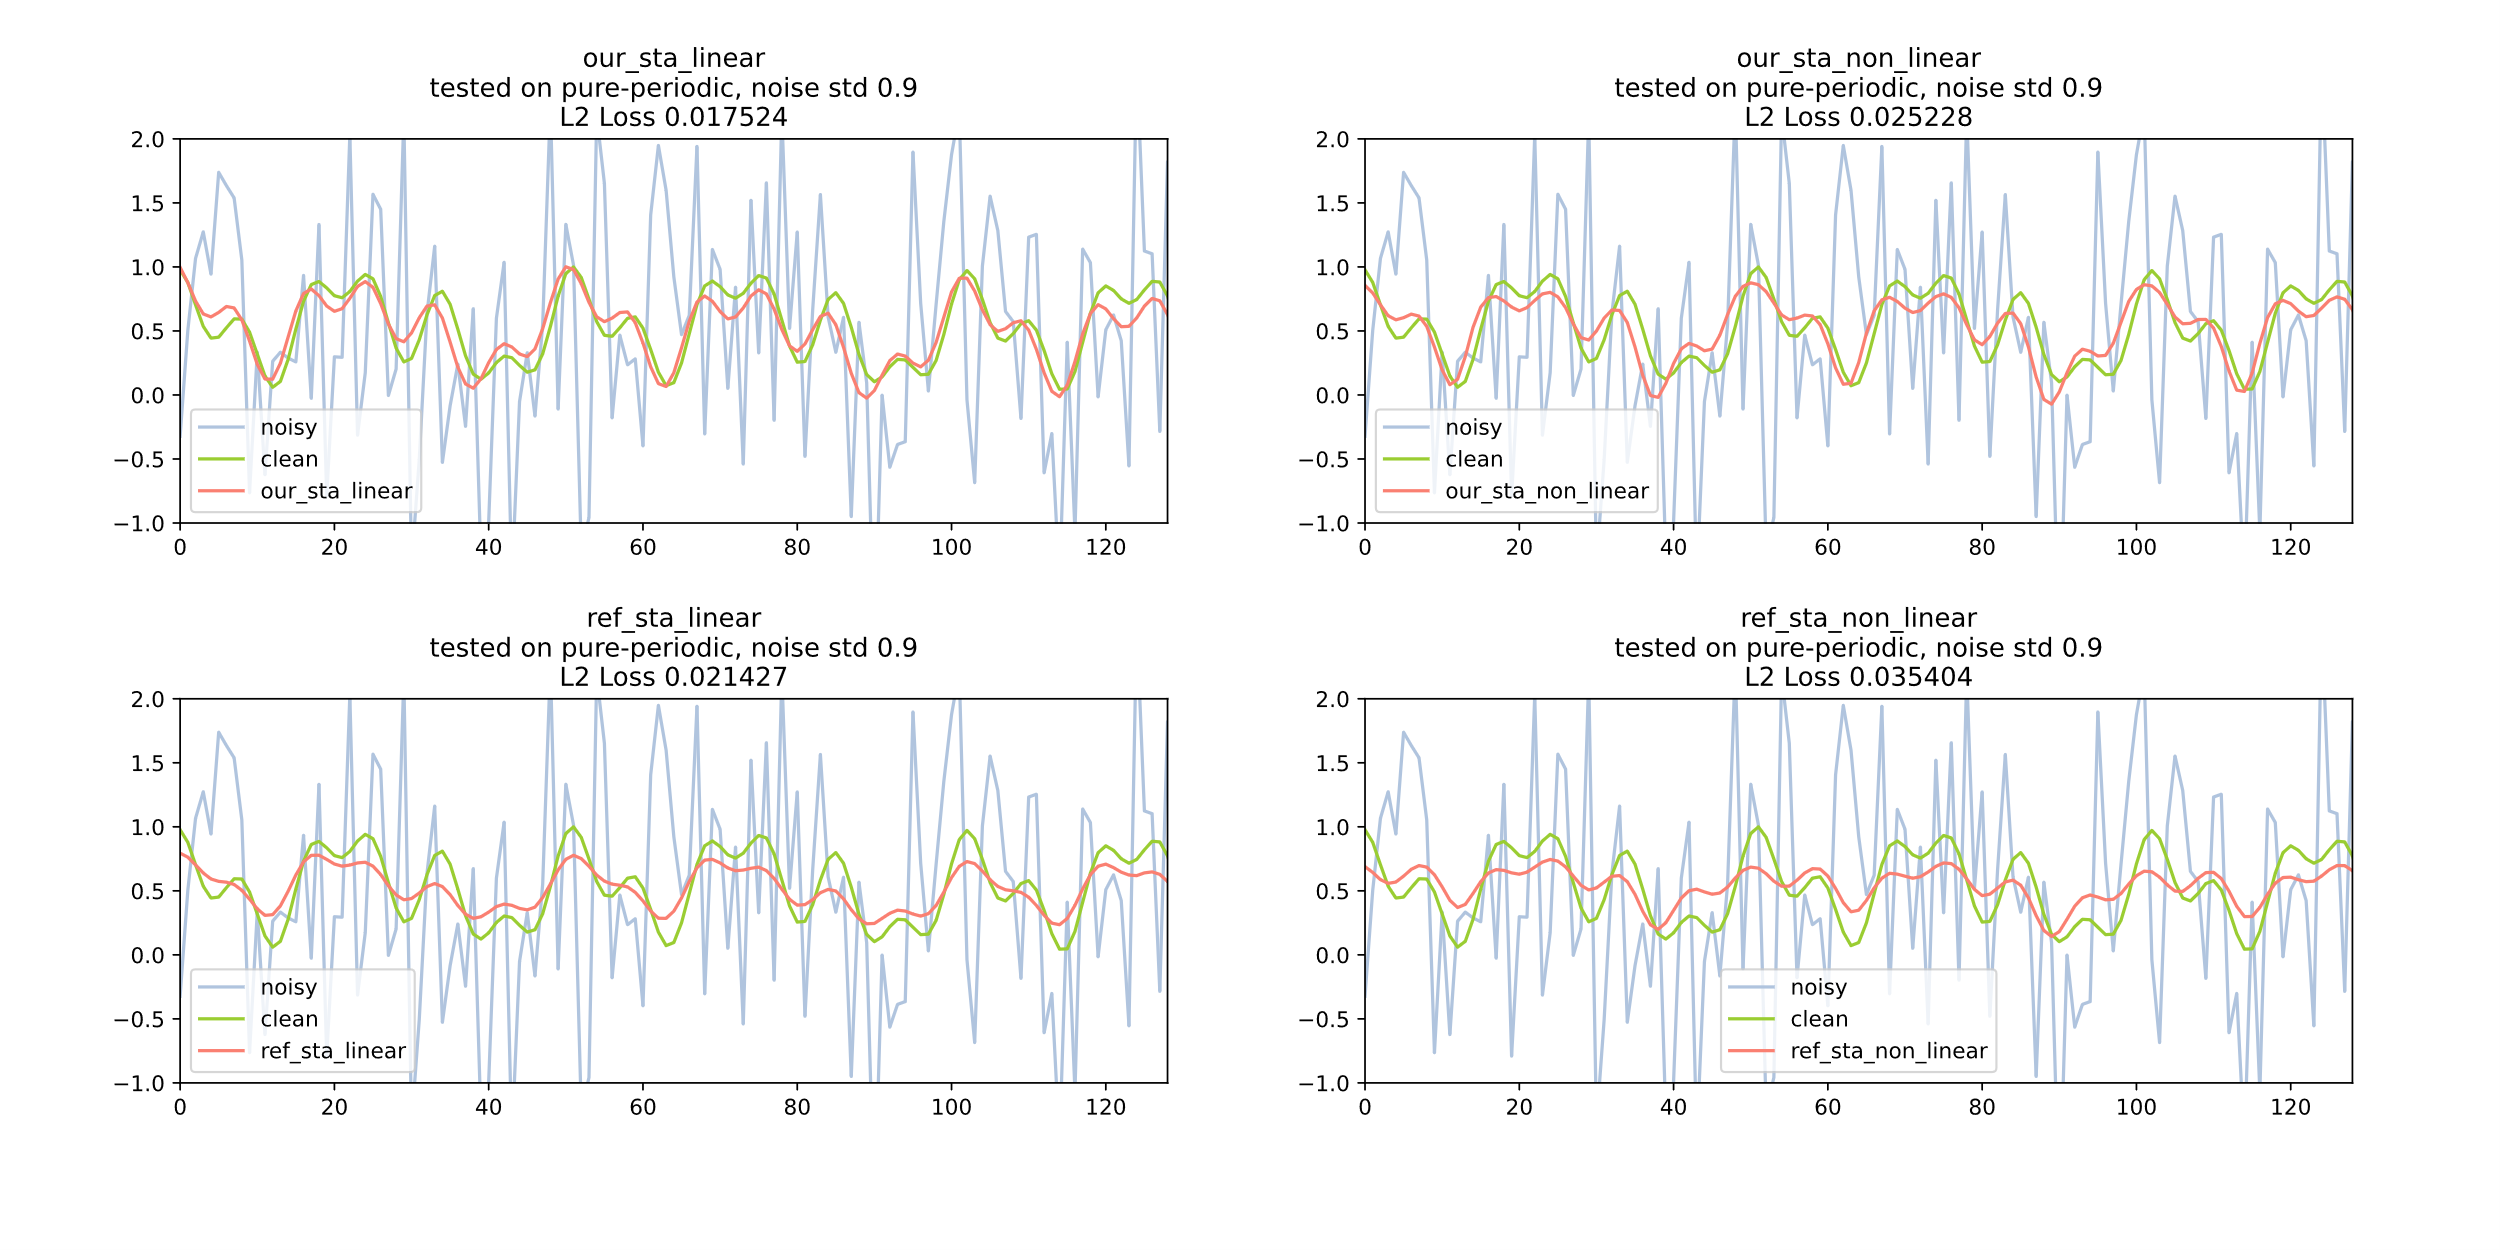 our_sta_linear
tested on pure-periodic, noise std 0.9
L2 Loss 0.017524
2.0
1.5
1.0
0.5
0.0
−0.5
−1.0
noisy
clean
our_sta_linear
0 20 40 60 80 100 120
our_sta_non_linear
tested on pure-periodic, noise std 0.9
L2 Loss 0.025228
2.0
1.5
1.0
0.5
0.0
−0.5
−1.0
noisy
clean
our_sta_non_linear
0 20 40 60 80 100 120
ref_sta_linear
tested on pure-periodic, noise std 0.9
L2 Loss 0.021427
2.0
1.5
1.0
0.5
0.0
−0.5
−1.0
noisy
clean
ref_sta_linear
0 20 40 60 80 100 120
ref_sta_non_linear
tested on pure-periodic, noise std 0.9
L2 Loss 0.035404
2.0
1.5
1.0
0.5
0.0
−0.5
−1.0
noisy
clean
ref_sta_non_linear
0 20 40 60 80 100 120